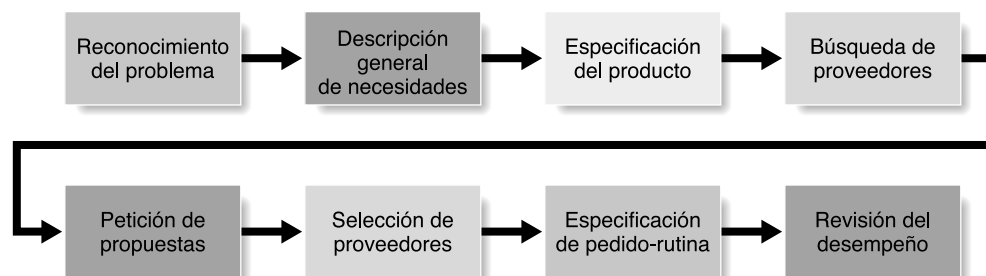 Reconocimiento
del problema
Descripción
general
de necesidades
Especificación
del producto
Búsqueda de
proveedores
Petición de
propuestas
Selección de
proveedores
Especificación
de pedido-rutina
Revisión del
desempeño